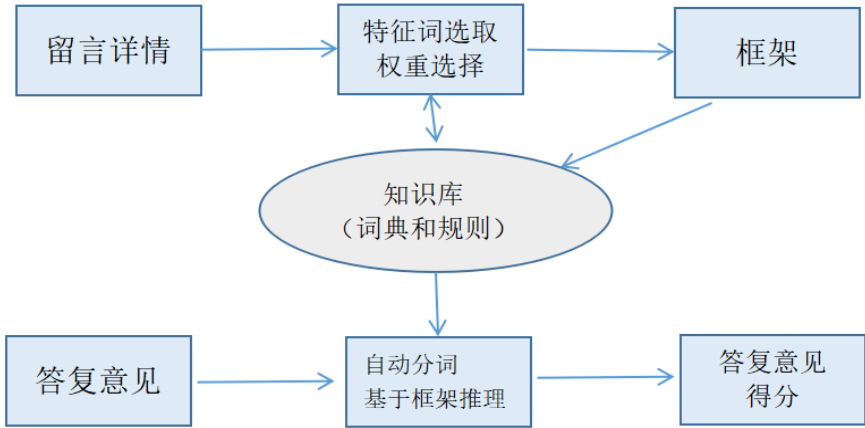 留言详情
特征词选取
权重选择
框架
知识库
（词典和规则）
答复意见
自动分词
基于框架推理
答复意见
得分